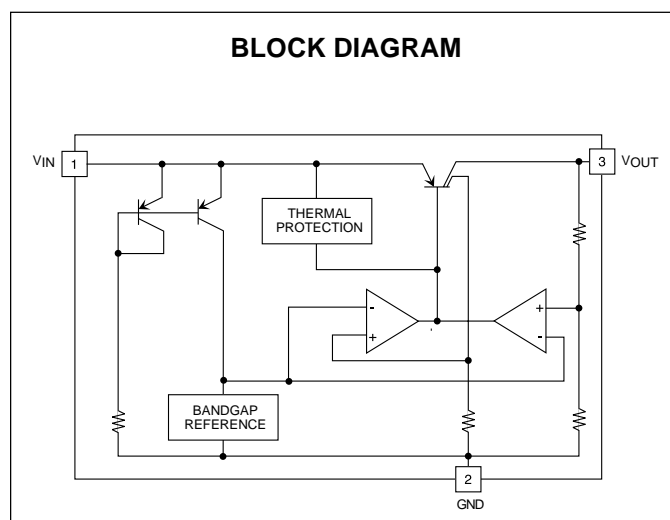 BLOCK DIAGRAM
VIN
1
3
VOUT
THERMAL
PROTECTION
-
+
+
-
BANDGAP
REFERENCE
2
GND